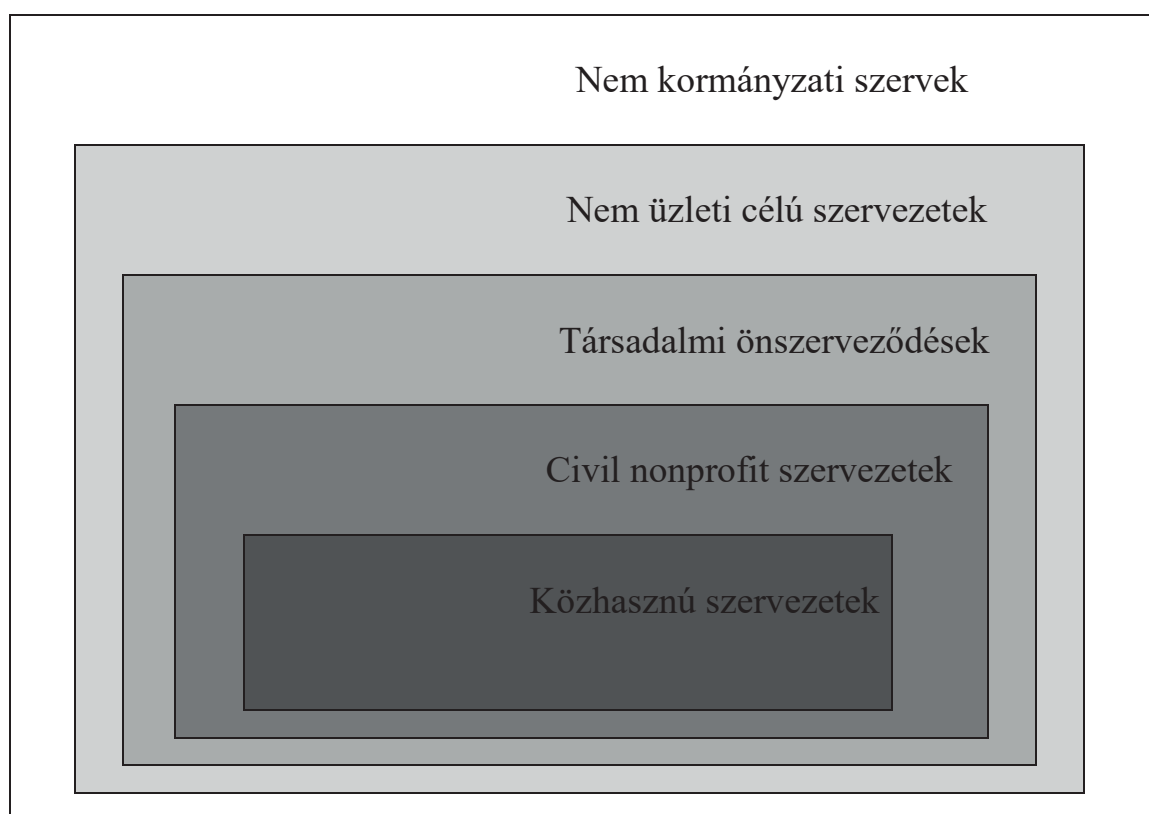 Nem kormányzati szervek
Nem üzleti célú szervezetek
Társadalmi önszerveződések
Civil nonprofit szervezetek
Közhasznú szervezetek